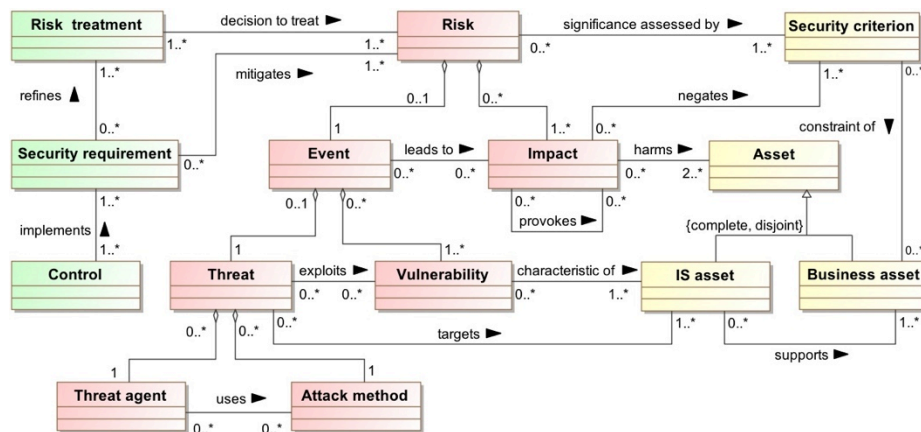 Risk treatment
decision to treat
Risk
significance assessed by
Security criterion
1..*
1..*
0..*
1..*
1..*
mitigates
1..*
1..*
0..*
refines
0..1
0..*
negates
constraint of
0..*
1
1..*
0..*
Security requirement
Event
leads to
Impact
harms
Asset
0..*
0..*
0..*
0..*
2..*
1..*
0..1
0..*
0..*
0..*
provokes
implements
{complete, disjoint}
1..*
1
1..*
0..*
Control
Threat
exploits
Vulnerability
characteristic of
IS asset
Business asset
0..*
0..*
0..*
1..*
0..*
0..*
0..*
targets
1..*
0..*
1..*
supports
1
1
Threat agent
uses
Attack method
0..*
0..*